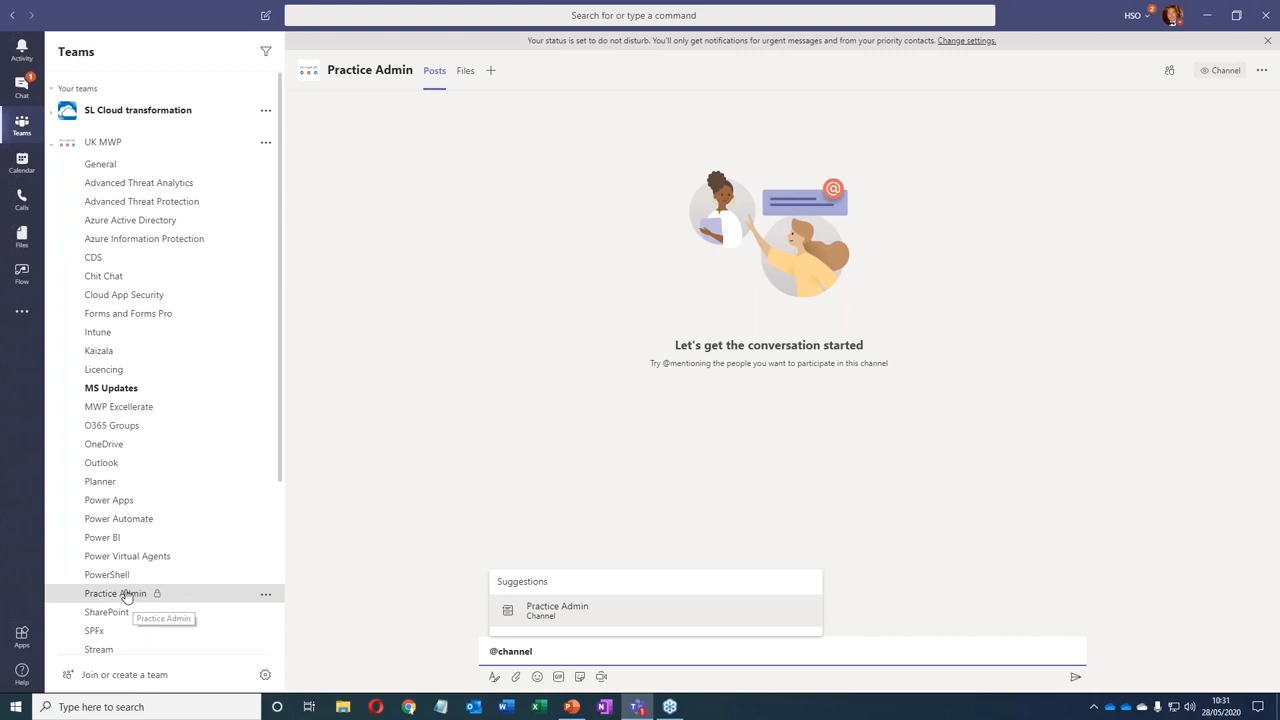 Search for or type a command
HSO
2
Your status is set to do not disturb. You'll only get notifications for urgent messages and from your priority contacts. Change settings.
Activity
Chat
1
Teams
Calendar
Calls
Files
Flow
Apps
Help
Teams
Your teams
SL Cloud transformation
UK MWP
General
Advanced Threat Analytics
Advanced Threat Protection
Azure Active Directory
Azure Information Protection
CDS
Chit Chat
Cloud App Security
Forms and Forms Pro
Intune
Kaizala
Licencing
MS Updates
MWP Excellerate
O365 Groups
OneDrive
Outlook
Planner
Power Apps
Power Automate
Power BI
Power Virtual Agents
PowerShell
Practice Admin
SharePoint
Practice Admin
SPFx
Stream
Join or create a team
Practice Admin
Posts
Files
Channel
@
Let's get the conversation started
Try @mentioning the people you want to participate in this channel
Suggestions
Practice Admin
Channel
@channel
GIF
Type here to search
10:31
28/05/2020